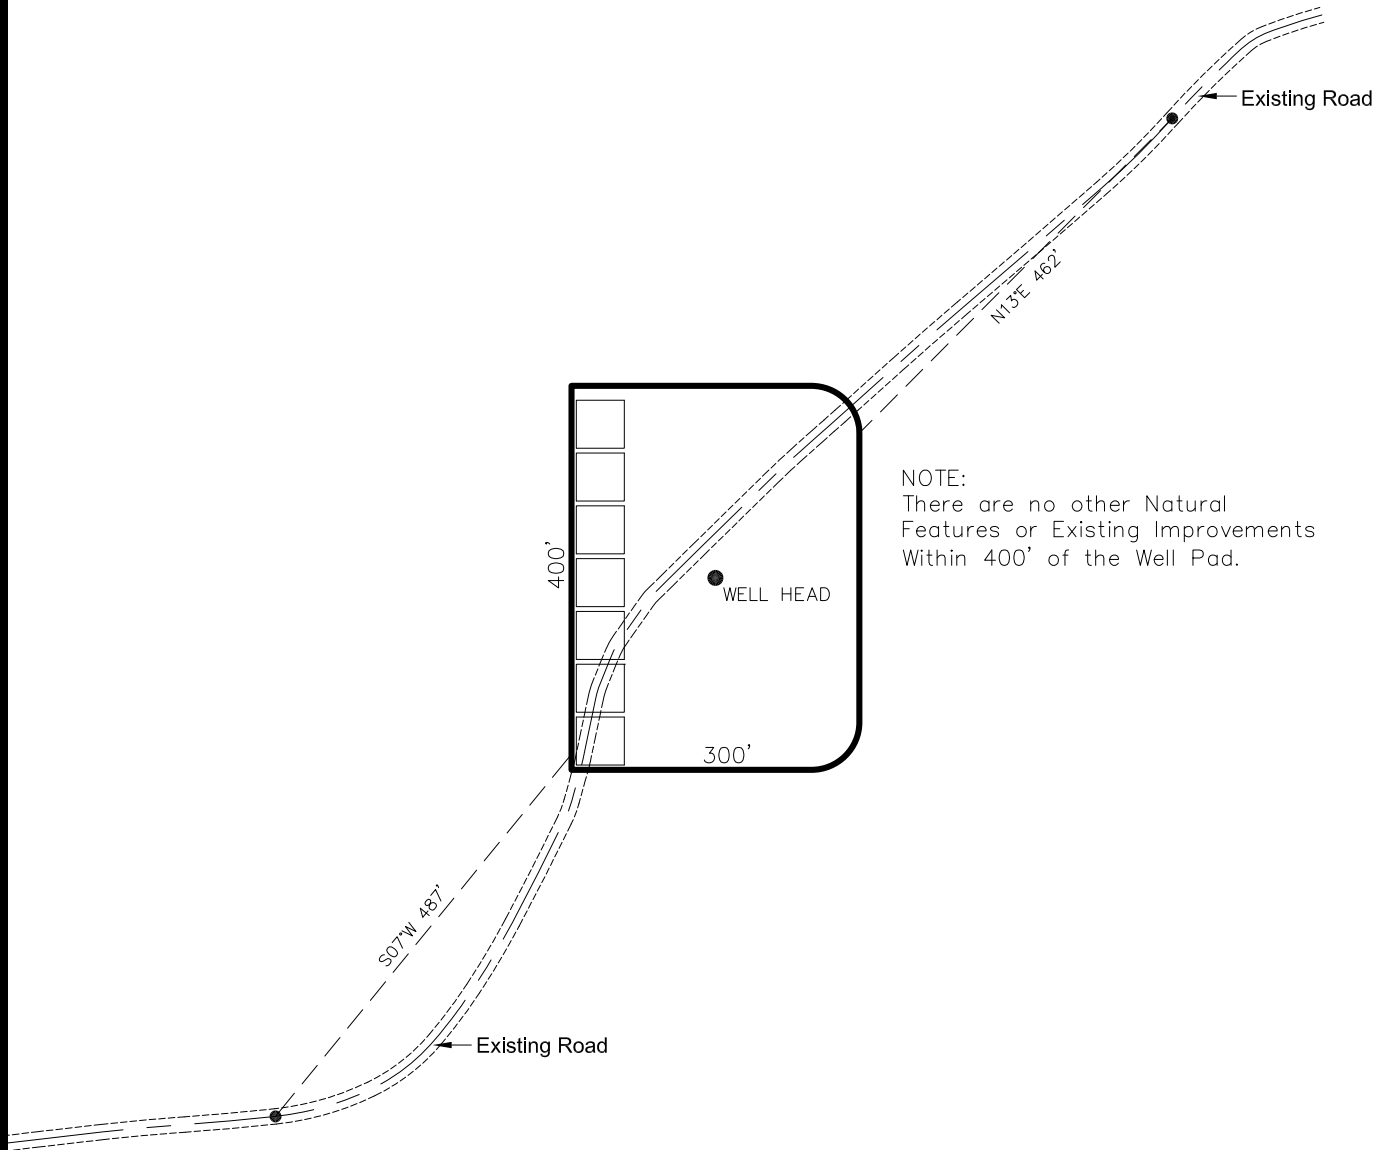 Existing Road
N13°E 462'
NOTE:
There are no other Natural
Features or Existing Improvements
Within 400' of the Well Pad.
400'
WELL HEAD
300'
S07°W 487'
Existing Road